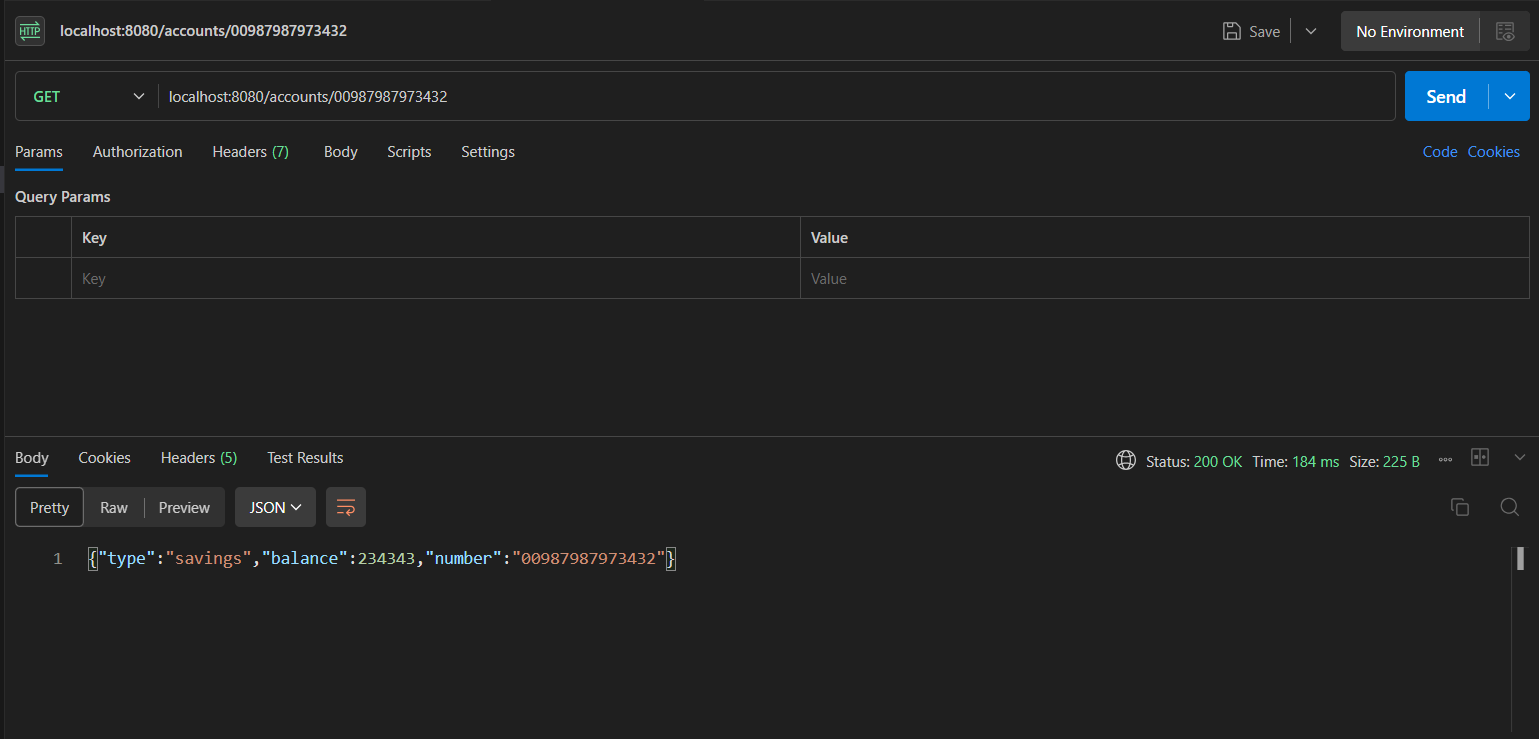 HTTP localhost:8080/accounts/00987987973432 Save No Environment
GET localhost:8080/accounts/00987987973432 Send
Params Authorization Headers (7) Body Scripts Settings Code Cookies
Query Params
Key Value
Key Value
Body Cookies Headers (5) Test Results Status: 200 OK Time: 184 ms Size: 225 B
Pretty Raw Preview JSON
1 {"type":"savings","balance":234343,"number":"00987987973432"}